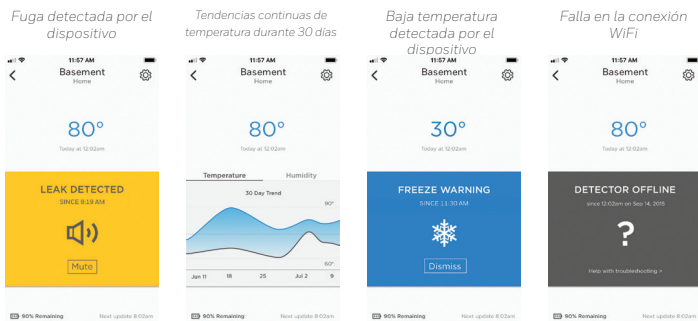 Fuga detectada por el
dispositivo
11:57 AM
Basement
Home
80°
Today at 12:02am
LEAK DETECTED
SINCE 8:19 AM
Mute
90% Remaining
Next update 8:02am
Tendencias continuas de
temperatura durante 30 días
11:57 AM
Basement
Home
80°
Today at 12:02am
Temperature
Humidity
30 Day Trend
90°
60°
Jan 11 18 25 Jul 2 9
90% Remaining
Next update 8:02am
Baja temperatura
detectada por el
dispositivo
11:57 AM
Basement
Home
30°
Today at 12:02am
FREEZE WARNING
SINCE 11:30 AM
Dismiss
90% Remaining
Next update 8:02am
Falla en la conexión
WiFi
11:57 AM
Basement
Home
80°
Today at 12:02am
DETECTOR OFFLINE
since 12:02am on Sep 14, 2015
?
Help with troubleshooting >
90% Remaining
Next update 8:02am